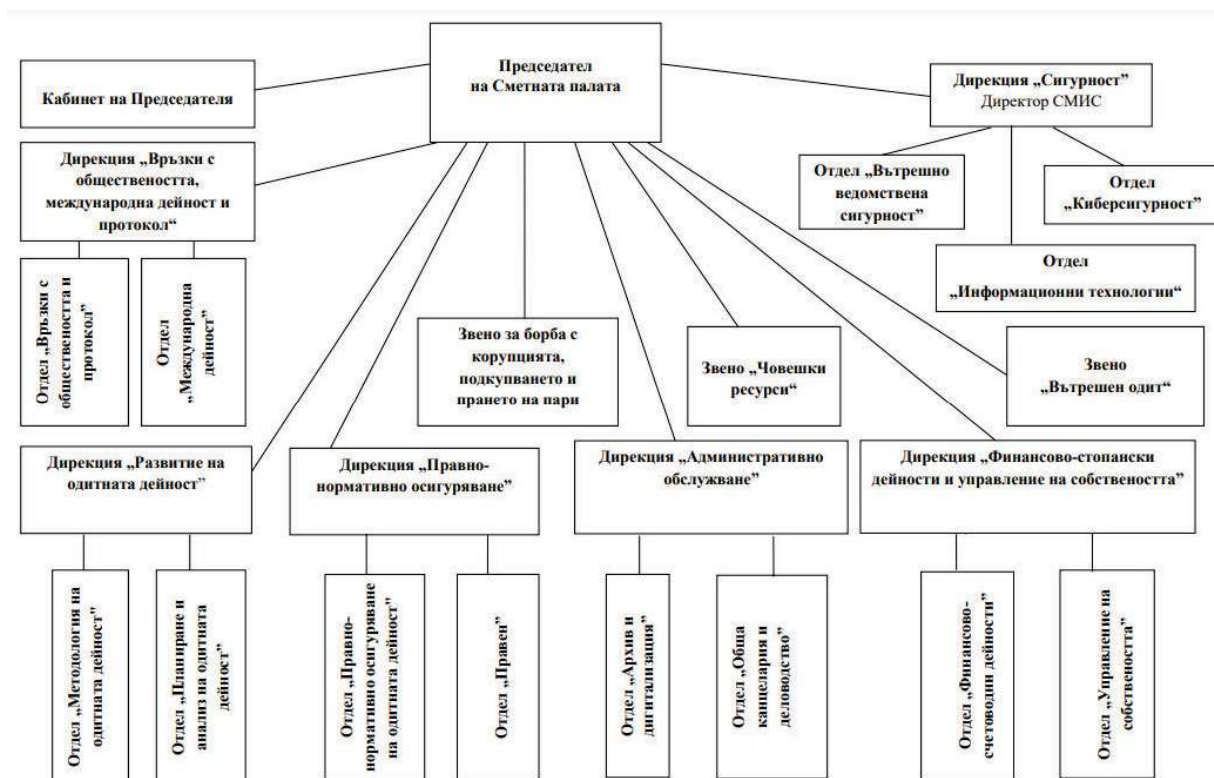 Председател
на Сметната палата
Кабинет на Председателя
Дирекция „Сигурност”
Директор СМИС
Дирекция „Връзки с
обществеността,
международна дейност и
протокол“
Отдел „Вътрешно
ведомствена
сигурност”
Отдел
„Киберсигурност”
Отдел
„Информационни технологии“
Отдел „Връзки с
обществеността и
протокол”
Отдел
„Международна
дейност”
Звено за борба с
корупцията,
подкупването и
прането на пари
Звено „Човешки
ресурси“
Звено
„Вътрешен одит“
Дирекция „Развитие на
одитната дейност”
Дирекция „Правно-
нормативно осигуряване”
Дирекция „Административно
обслужване”
Дирекция „Финансово-стопански
дейности и управление на собствеността”
Отдел „Методология на
одитната дейност”
Отдел „Планиране и
анализ на одитната
дейност”
Отдел „Правно-
нормативно осигуряване
на одитната дейност”
Отдел „Правен”
Отдел „Архив и
дигитализация”
Отдел „Обща
канцелария и
деловодство”
Отдел „Финансово-
счетоводни дейности”
Отдел „Управление на
собствеността”